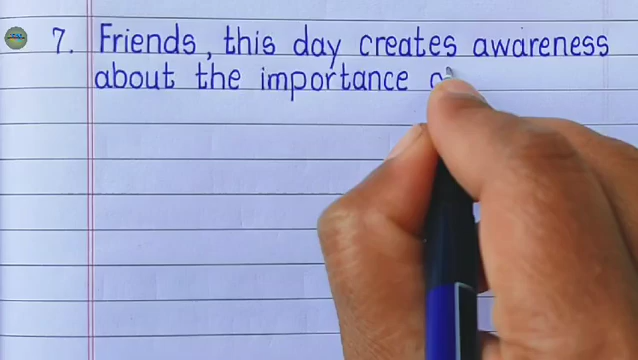 7. Friends, this day creates awareness
about the importance